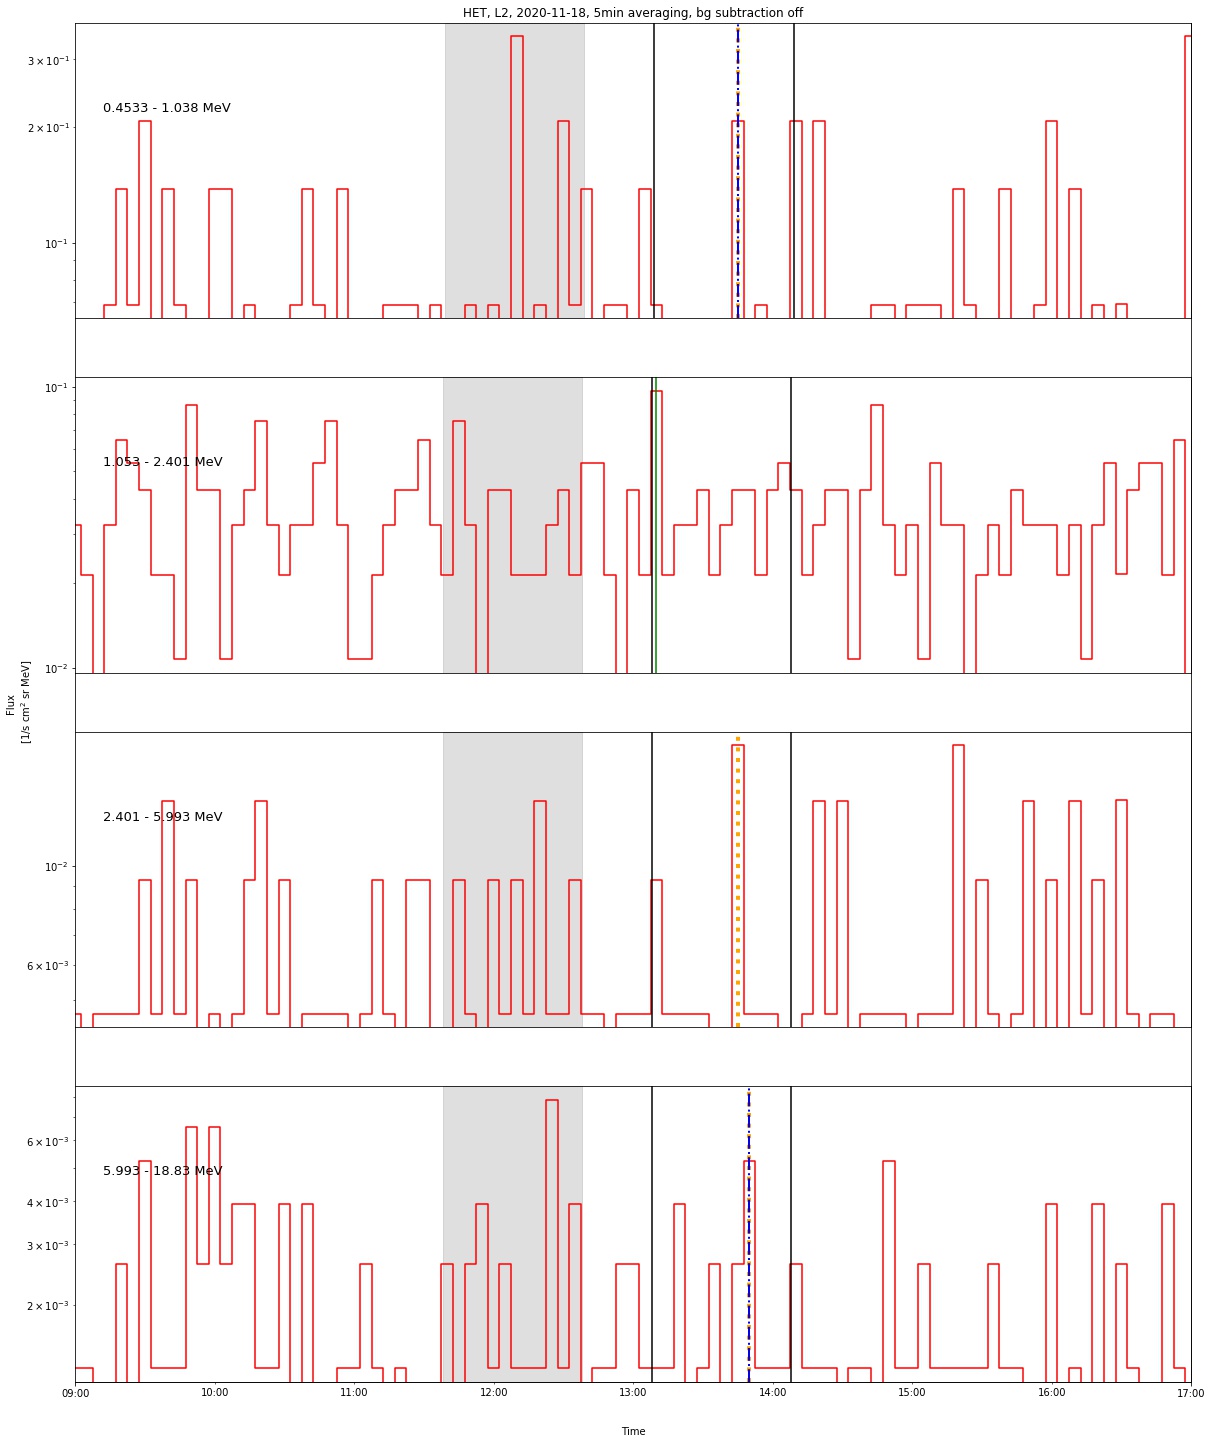 HET, L2, 2020-11-18, 5min averaging, bg subtraction off
3 × 10⁻¹
0.4533 - 1.038 MeV
2 × 10⁻¹
10⁻¹
10⁻¹
1.053 - 2.401 MeV
10⁻²
Flux
[1/s cm² sr MeV]
2.401 - 5.993 MeV
10⁻²
6 × 10⁻³
6 × 10⁻³
5.993 - 18.83 MeV
4 × 10⁻³
3 × 10⁻³
2 × 10⁻³
09:00 10:00 11:00 12:00 13:00 14:00 15:00 16:00 17:00
Time